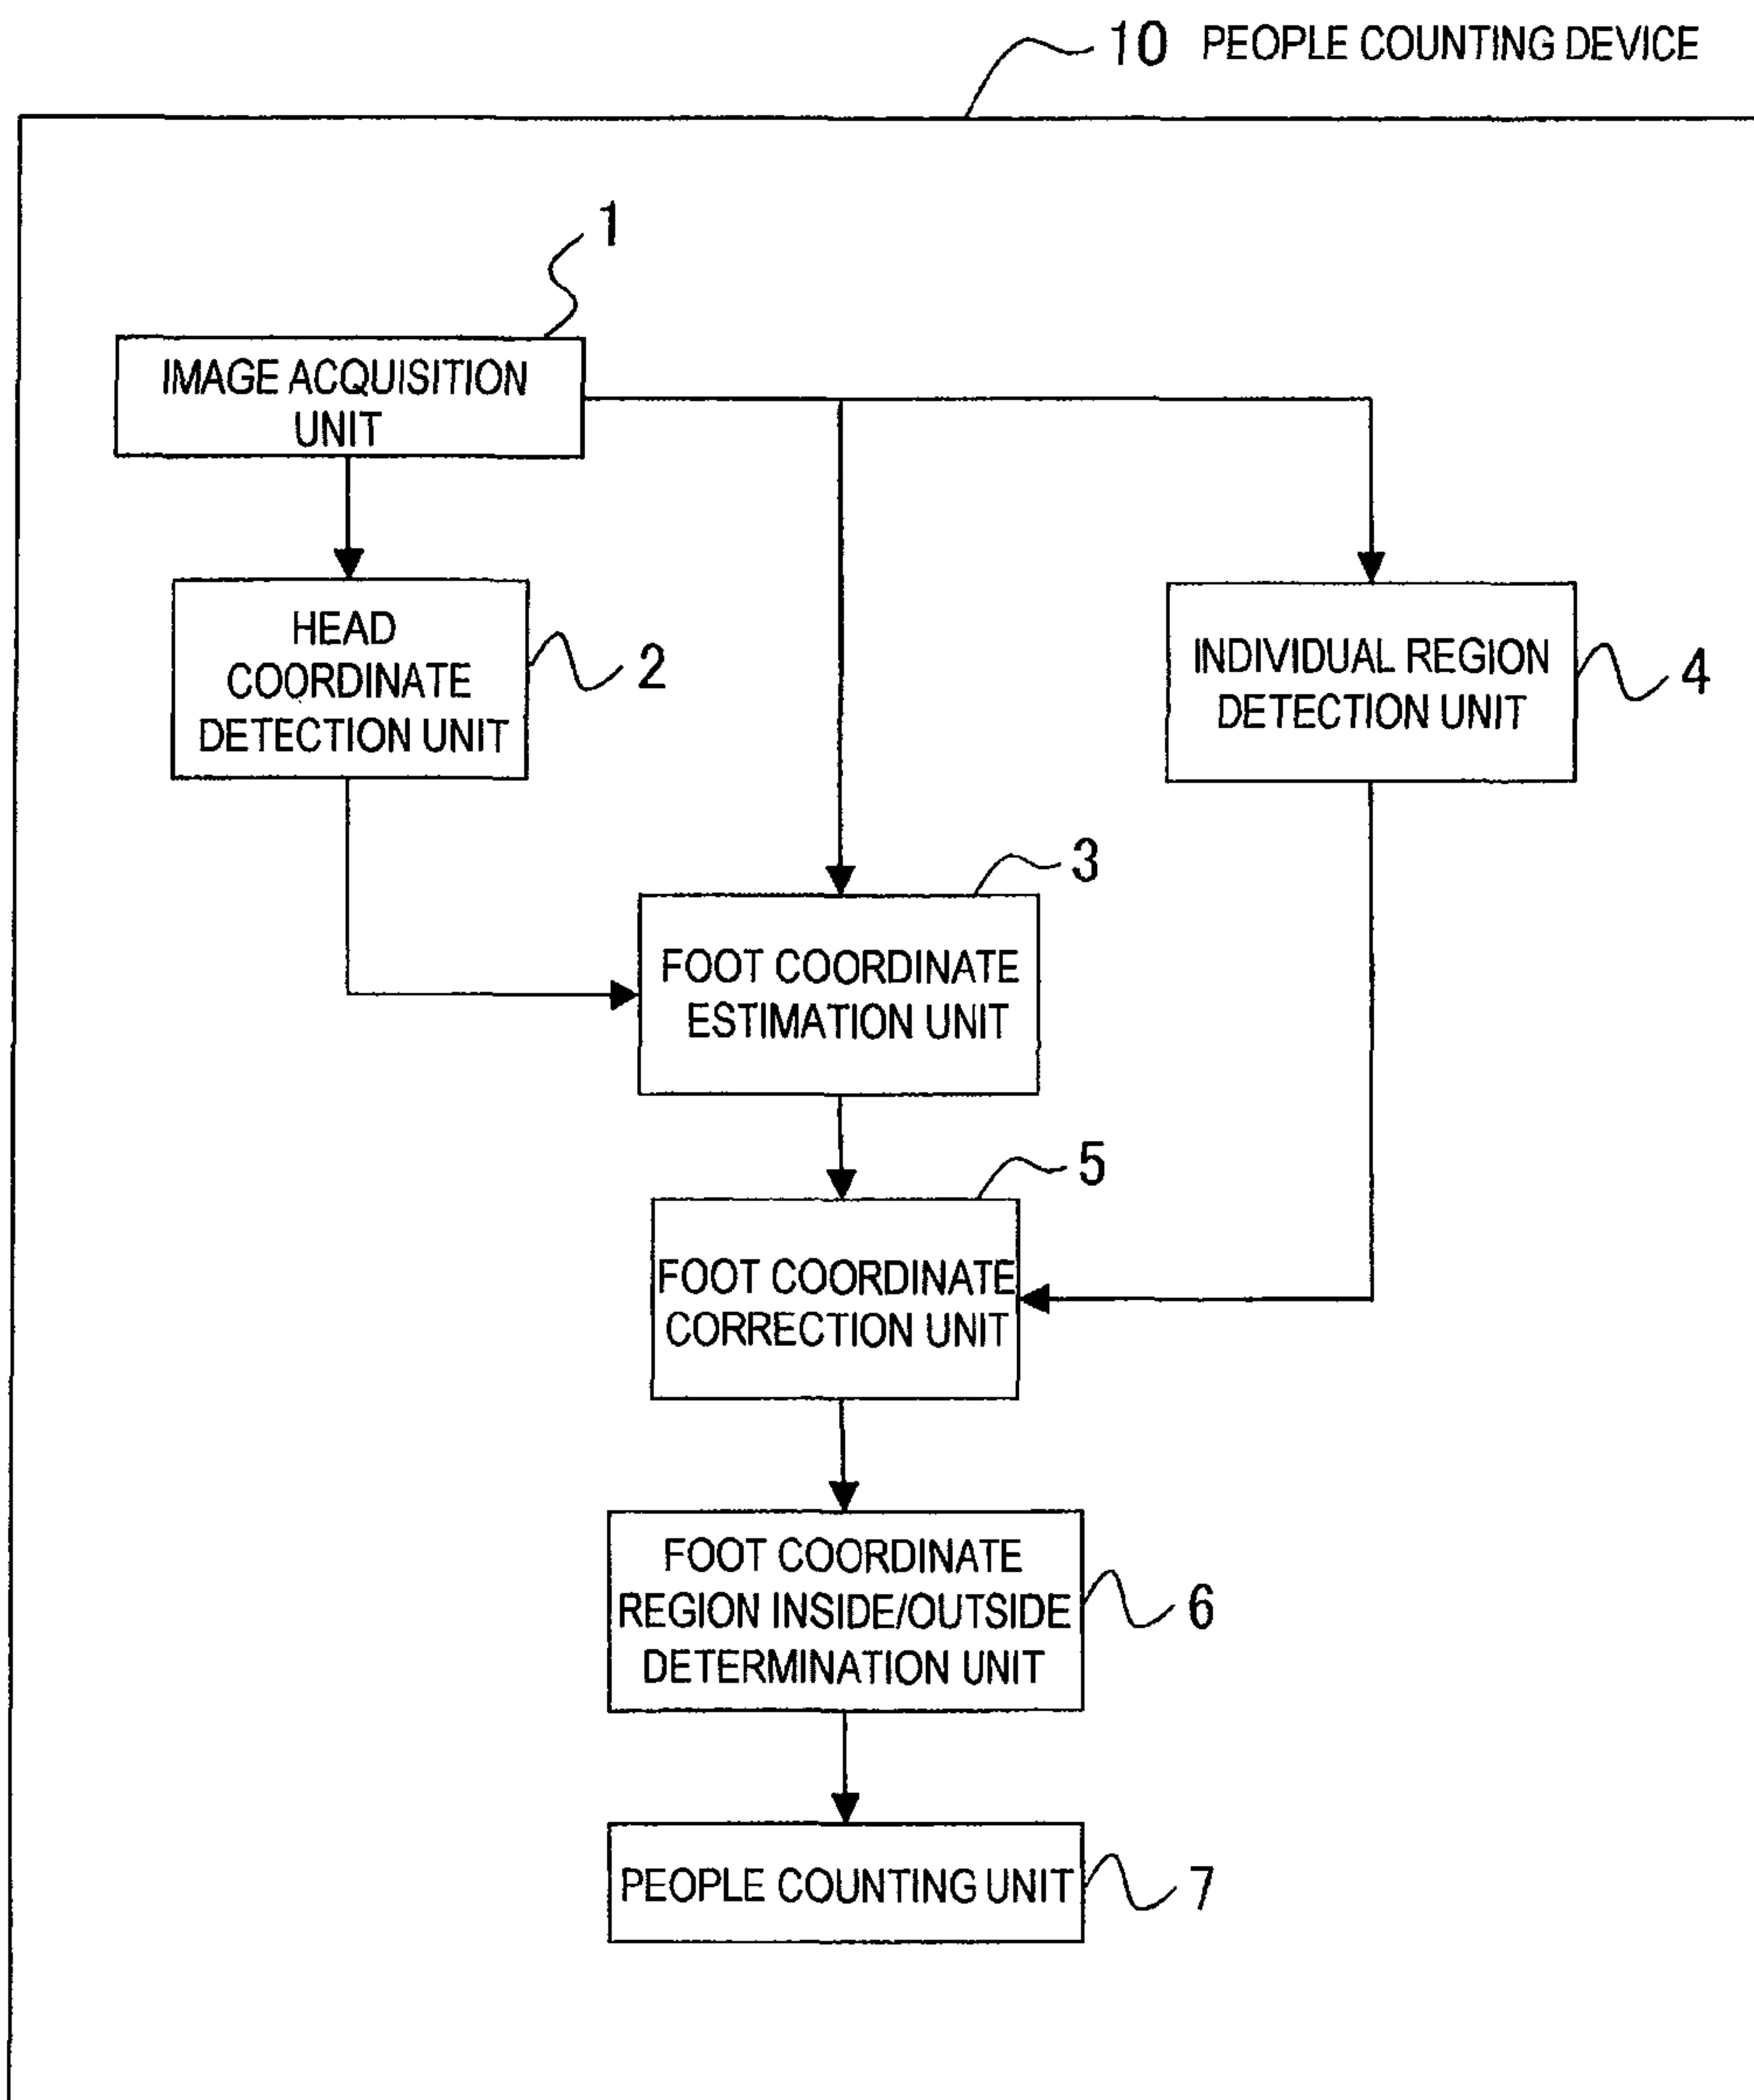 10 PEOPLE COUNTING DEVICE
1
IMAGE ACQUISITION
UNIT
HEAD
COORDINATE
DETECTION UNIT
2
INDIVIDUAL REGION
DETECTION UNIT
4
3
FOOT COORDINATE
ESTIMATION UNIT
5
FOOT COORDINATE
CORRECTION UNIT
FOOT COORDINATE
REGION INSIDE/OUTSIDE
DETERMINATION UNIT
6
PEOPLE COUNTING UNIT
7